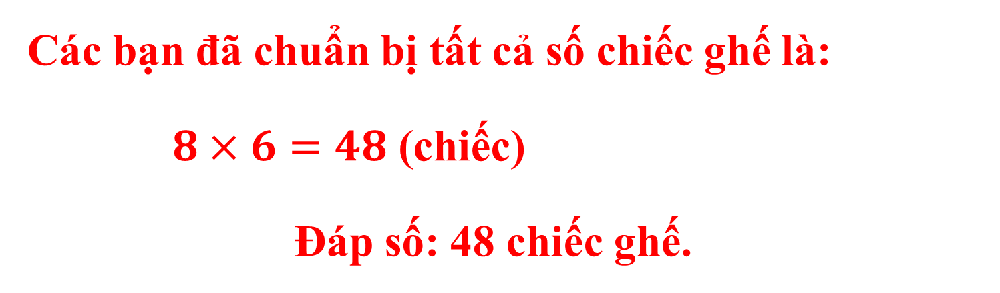 Các bạn đã chuẩn bị tất cả số chiếc ghế là:
8 × 6 = 48 (chiếc)
Đáp số: 48 chiếc ghế.